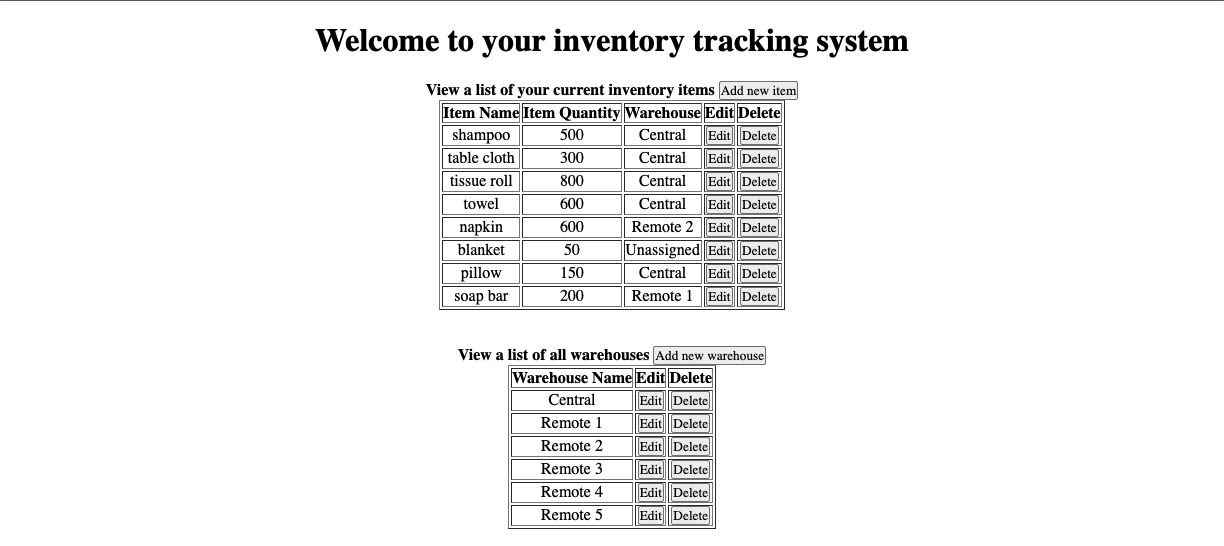 Welcome to your inventory tracking system
View a list of your current inventory items Add new item
Item Name Item Quantity Warehouse Edit Delete
shampoo 500 Central Edit Delete
table cloth 300 Central Edit Delete
tissue roll 800 Central Edit Delete
towel 600 Central Edit Delete
napkin 600 Remote 2 Edit Delete
blanket 50 Unassigned Edit Delete
pillow 150 Central Edit Delete
soap bar 200 Remote 1 Edit Delete
View a list of all warehouses Add new warehouse
Warehouse Name Edit Delete
Central Edit Delete
Remote 1 Edit Delete
Remote 2 Edit Delete
Remote 3 Edit Delete
Remote 4 Edit Delete
Remote 5 Edit Delete